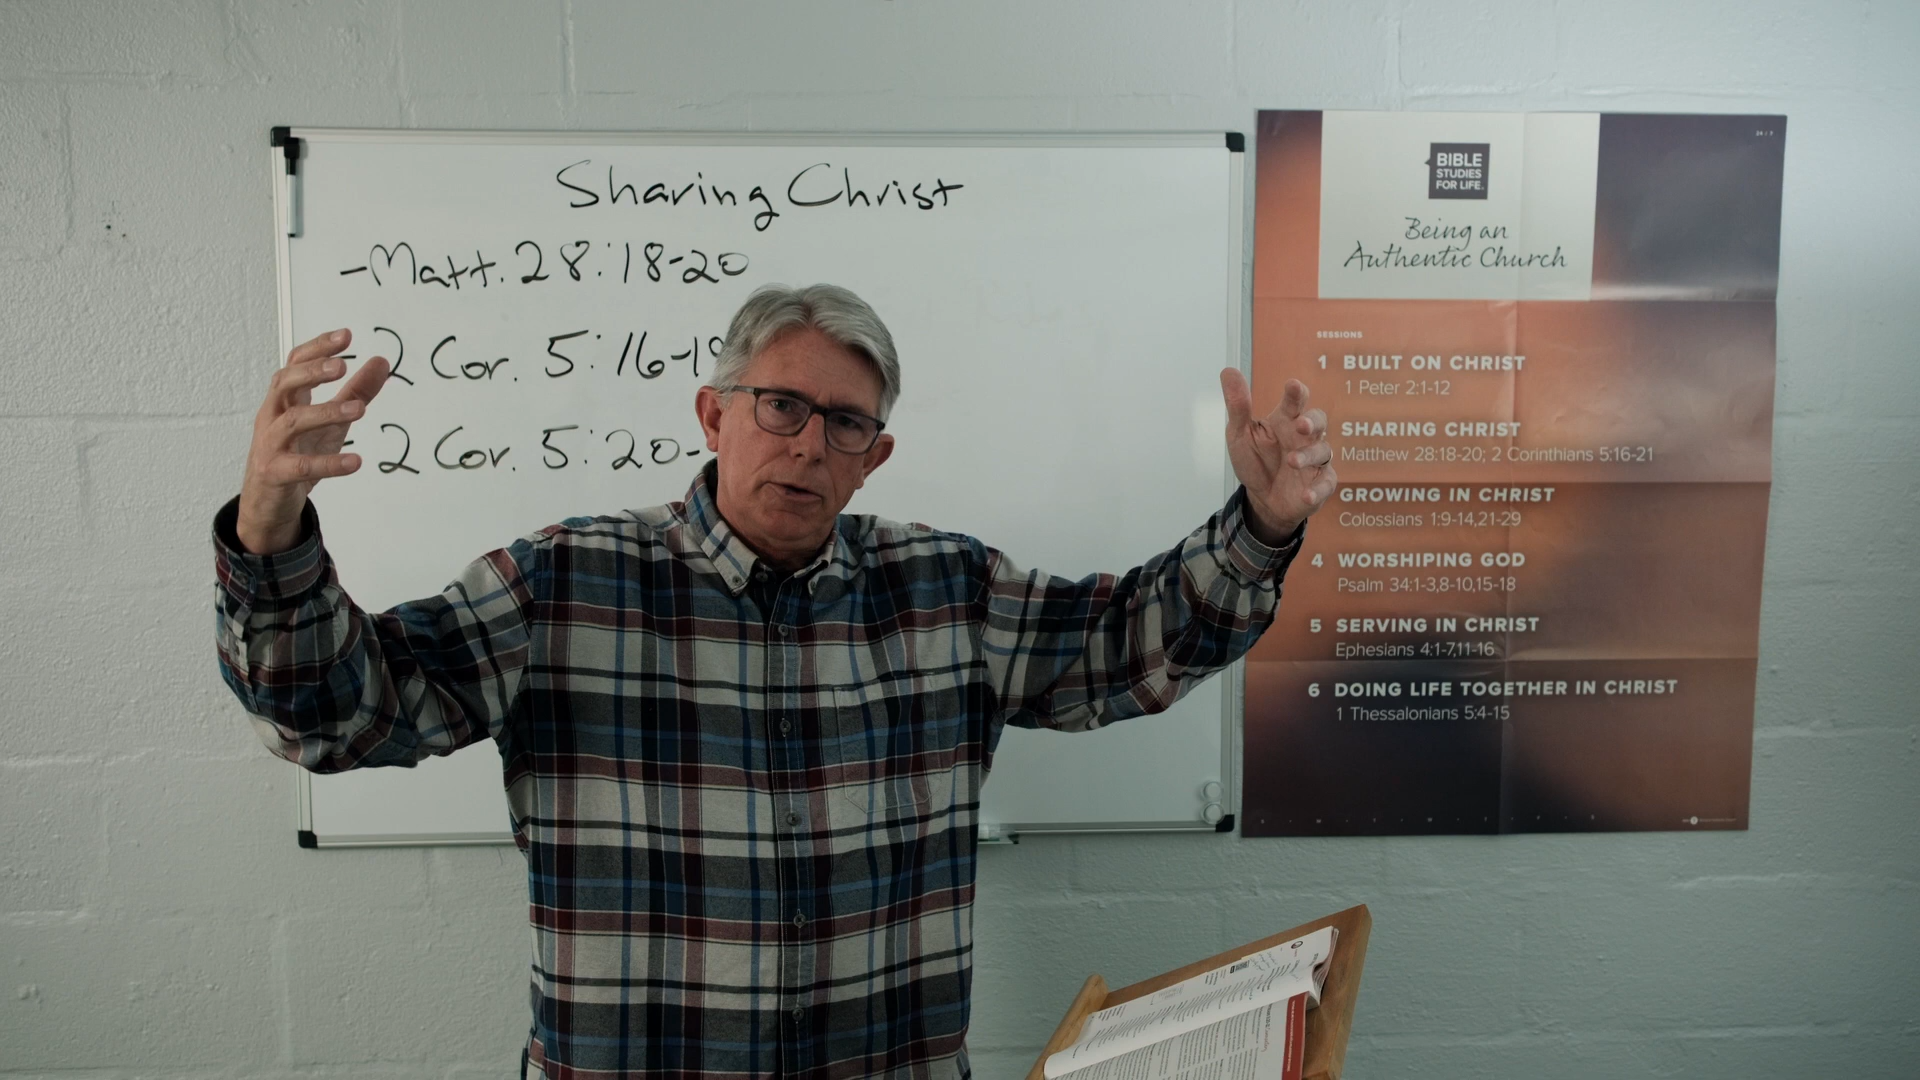 Sharing Christ
-Matt. 28:18-20
-2 Cor. 5:16-19
-2 Cor. 5:20-
BIBLE
STUDIES
FOR LIFE.
Being an
Authentic Church
SESSIONS
1 BUILT ON CHRIST
1 Peter 2:1-12
SHARING CHRIST
Matthew 28:18-20; 2 Corinthians 5:16-21
GROWING IN CHRIST
Colossians 1:9-14,21-29
4 WORSHIPING GOD
Psalm 34:1-3,8-10,15-18
5 SERVING IN CHRIST
Ephesians 4:1-7,11-16
6 DOING LIFE TOGETHER IN CHRIST
1 Thessalonians 5:4-15